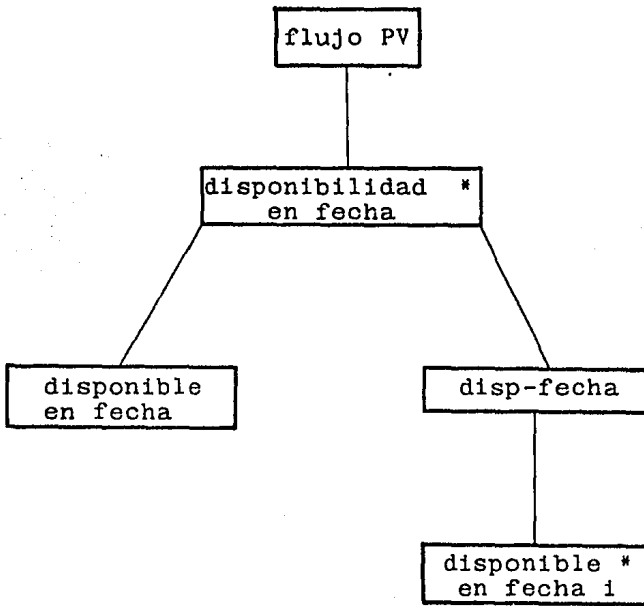 flujo PV
disponibilidad *
en fecha
disponible
en fecha
disp-fecha
disponible *
en fecha i